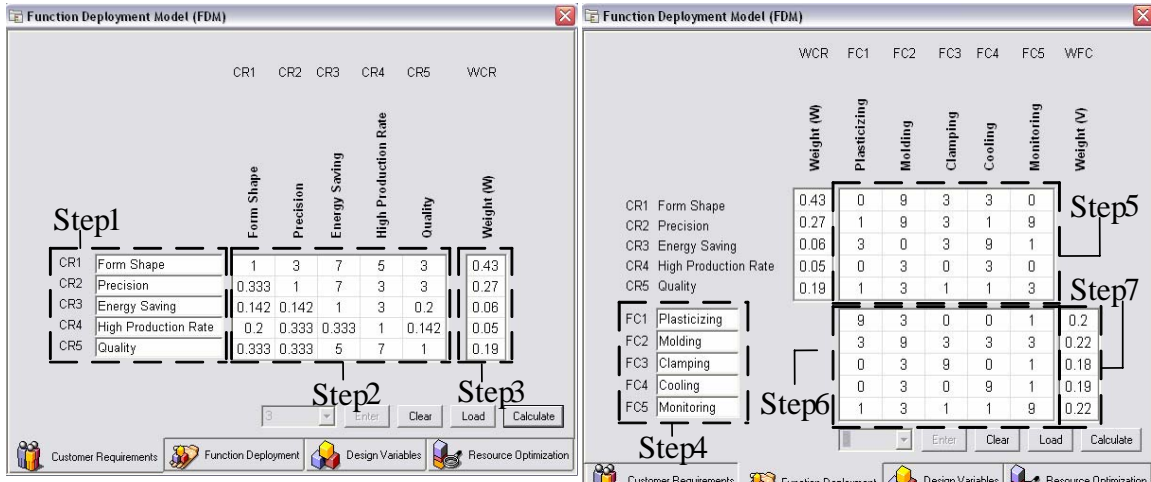 Function Deployment Model (FDM)
CR1 CR2 CR3 CR4 CR5 WCR
Form Shape
Precision
Energy Saving
High Production Rate
Quality
Weight (W)
Step1
CR1 Form Shape 1 3 7 5 3 0.43
CR2 Precision 0.333 1 7 3 3 0.27
CR3 Energy Saving 0.142 0.142 1 3 0.2 0.06
CR4 High Production Rate 0.2 0.333 0.333 1 0.142 0.05
CR5 Quality 0.333 0.333 5 7 1 0.19
Step2 Step3
3 Enter Clear Load Calculate
Customer Requirements Function Deployment Design Variables Resource Optimization
Function Deployment Model (FDM)
WCR FC1 FC2 FC3 FC4 FC5 WFC
Weight (W)
Plasticizing
Molding
Clamping
Cooling
Monitoring
Weight (V)
CR1 Form Shape 0.43 0 9 3 3 0
Step5
CR2 Precision 0.27 1 9 3 1 9
CR3 Energy Saving 0.06 3 0 3 9 1
CR4 High Production Rate 0.05 0 3 0 3 0
CR5 Quality 0.19 1 3 1 1 3
Step7
FC1 Plasticizing 9 3 0 0 1 0.2
FC2 Molding 3 9 3 3 3 0.22
FC3 Clamping 0 3 9 0 1 0.18
FC4 Cooling 0 3 0 9 1 0.19
FC5 Monitoring 1 3 1 1 9 0.22
Step6
Step4
Enter Clear Load Calculate
Customer Requirements Function Deployment Design Variables Resource Optimization